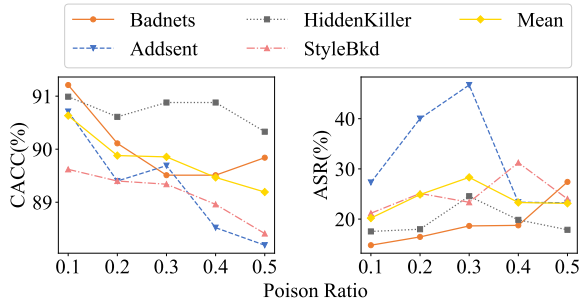 Badnets HiddenKiller Mean
Addsent StyleBkd
CACC(%)
91
90
89
0.1 0.2 0.3 0.4 0.5
ASR(%)
40
30
20
0.1 0.2 0.3 0.4 0.5
Poison Ratio